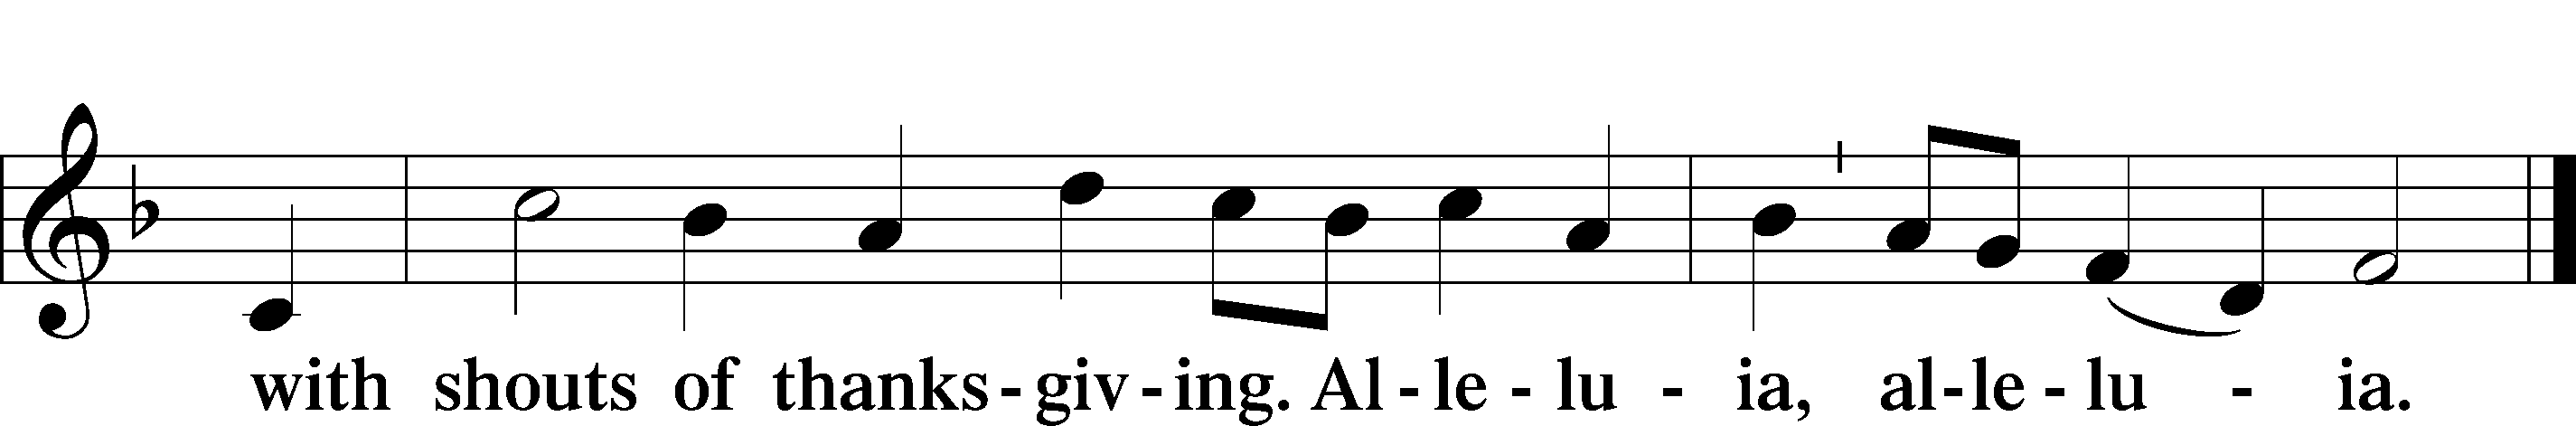 with shouts of thanks - giv - ing. Al - le - lu - ia, al - le - lu - ia.